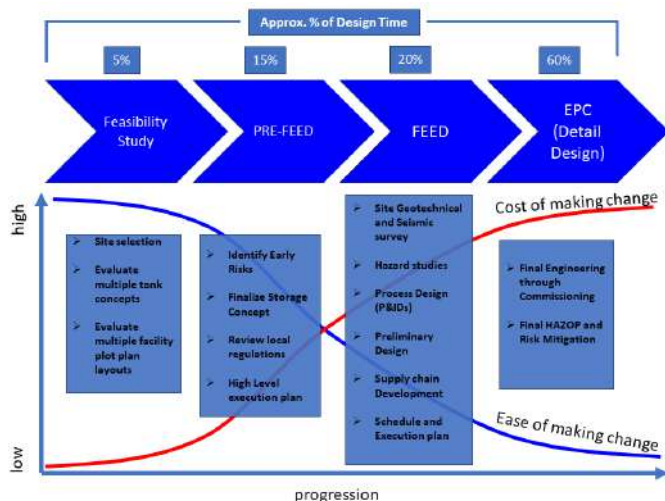 Approx. % of Design Time
5%
15%
20%
60%
Feasibility
Study
PRE-FEED
FEED
EPC
(Detail
Design)
high
low
Cost of making change
Ease of making change
Site selection
Evaluate
multiple tank
concepts
Evaluate
multiple facility
plot plan
layouts
Identify Early
Risks
Finalize Storage
Concept
Review local
regulations
High Level
execution plan
Site Geotechnical
and Seismic
survey
Hazard studies
Process Design
(P&IDs)
Preliminary
Design
Supply chain
Development
Schedule and
Execution plan
Final Engineering
through
Commissioning
Final HAZOP and
Risk Mitigation
progression